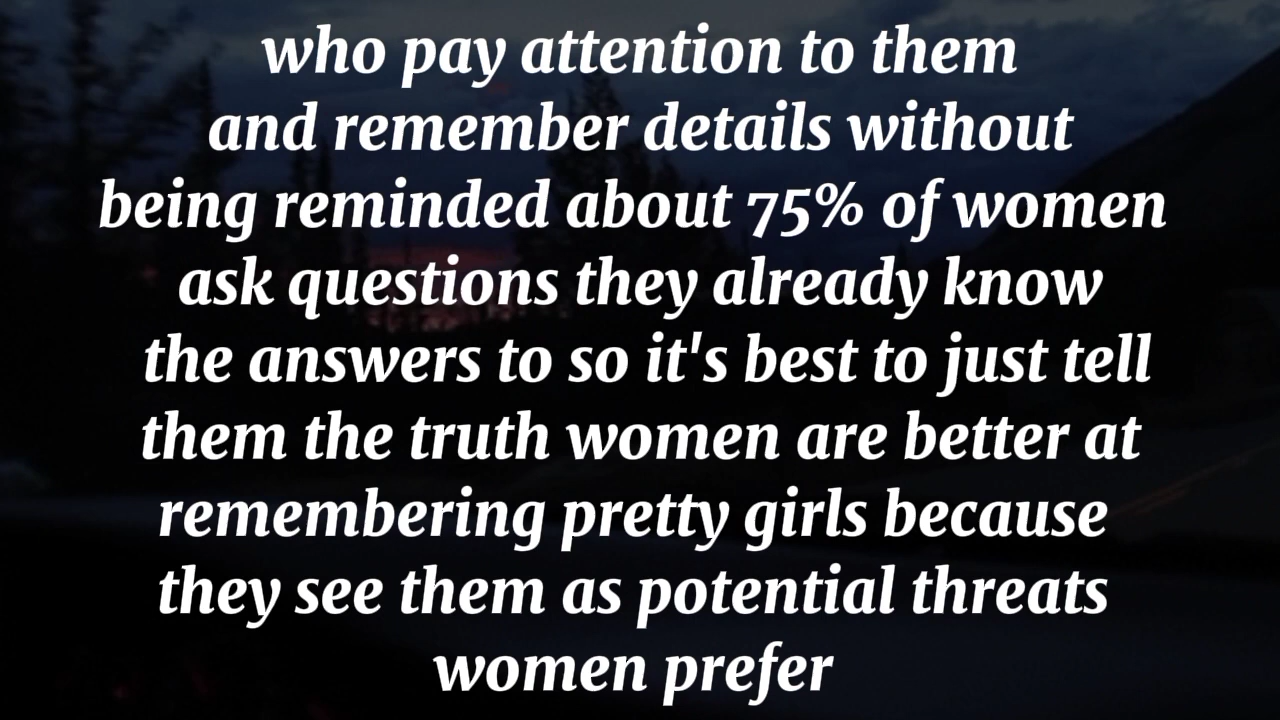 who pay attention to them
and remember details without
being reminded about 75% of women
ask questions they already know
the answers to so it's best to just tell
them the truth women are better at
remembering pretty girls because
they see them as potential threats
women prefer